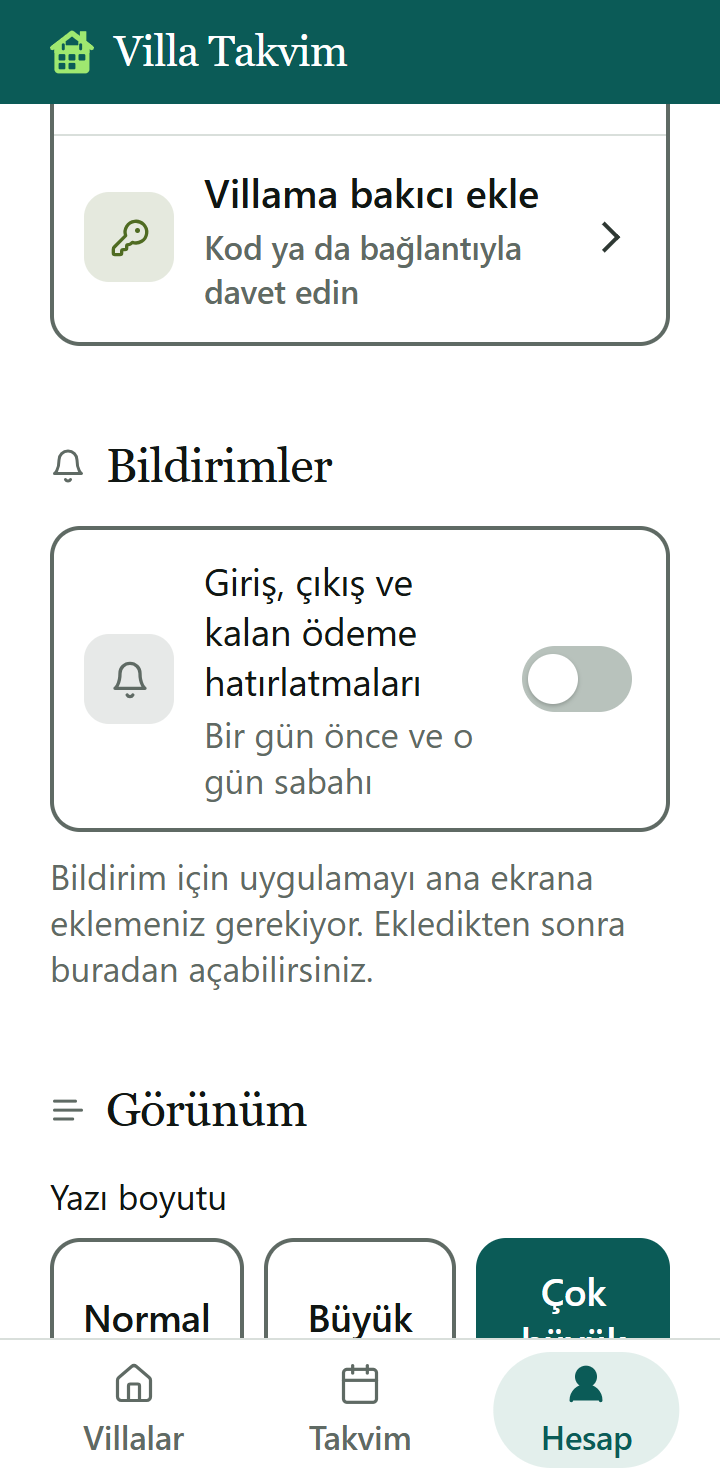 Villa Takvim
Villama bakıcı ekle
Kod ya da bağlantıyla
davet edin
Bildirimler
Giriş, çıkış ve
kalan ödeme
hatırlatmaları
Bir gün önce ve o
gün sabahı
Bildirim için uygulamayı ana ekrana
eklemeniz gerekiyor. Ekledikten sonra
buradan açabilirsiniz.
Görünüm
Yazı boyutu
Normal
Büyük
Çok
büyük
Villalar
Takvim
Hesap